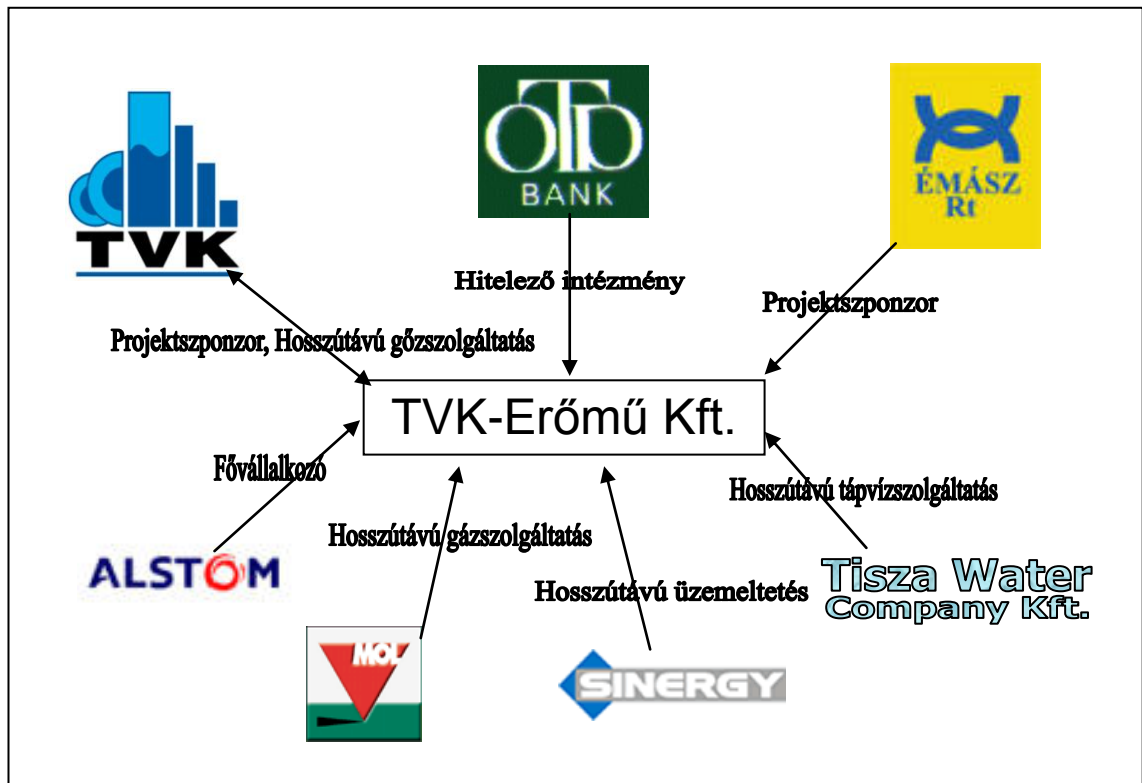 OTP
BANK
ÉMÁSZ
Rt
TVK
Hitelező intézmény
Projektszponzor
Projektszponzor, Hosszútávú gőzszolgáltatás
TVK-Erőmű Kft.
Fővállalkozó
Hosszútávú tápvízszolgáltatás
Hosszútávú gázszolgáltatás
ALSTOM
Hosszútávú üzemeltetés
Tisza Water
Company Kft.
MOL
SINERGY